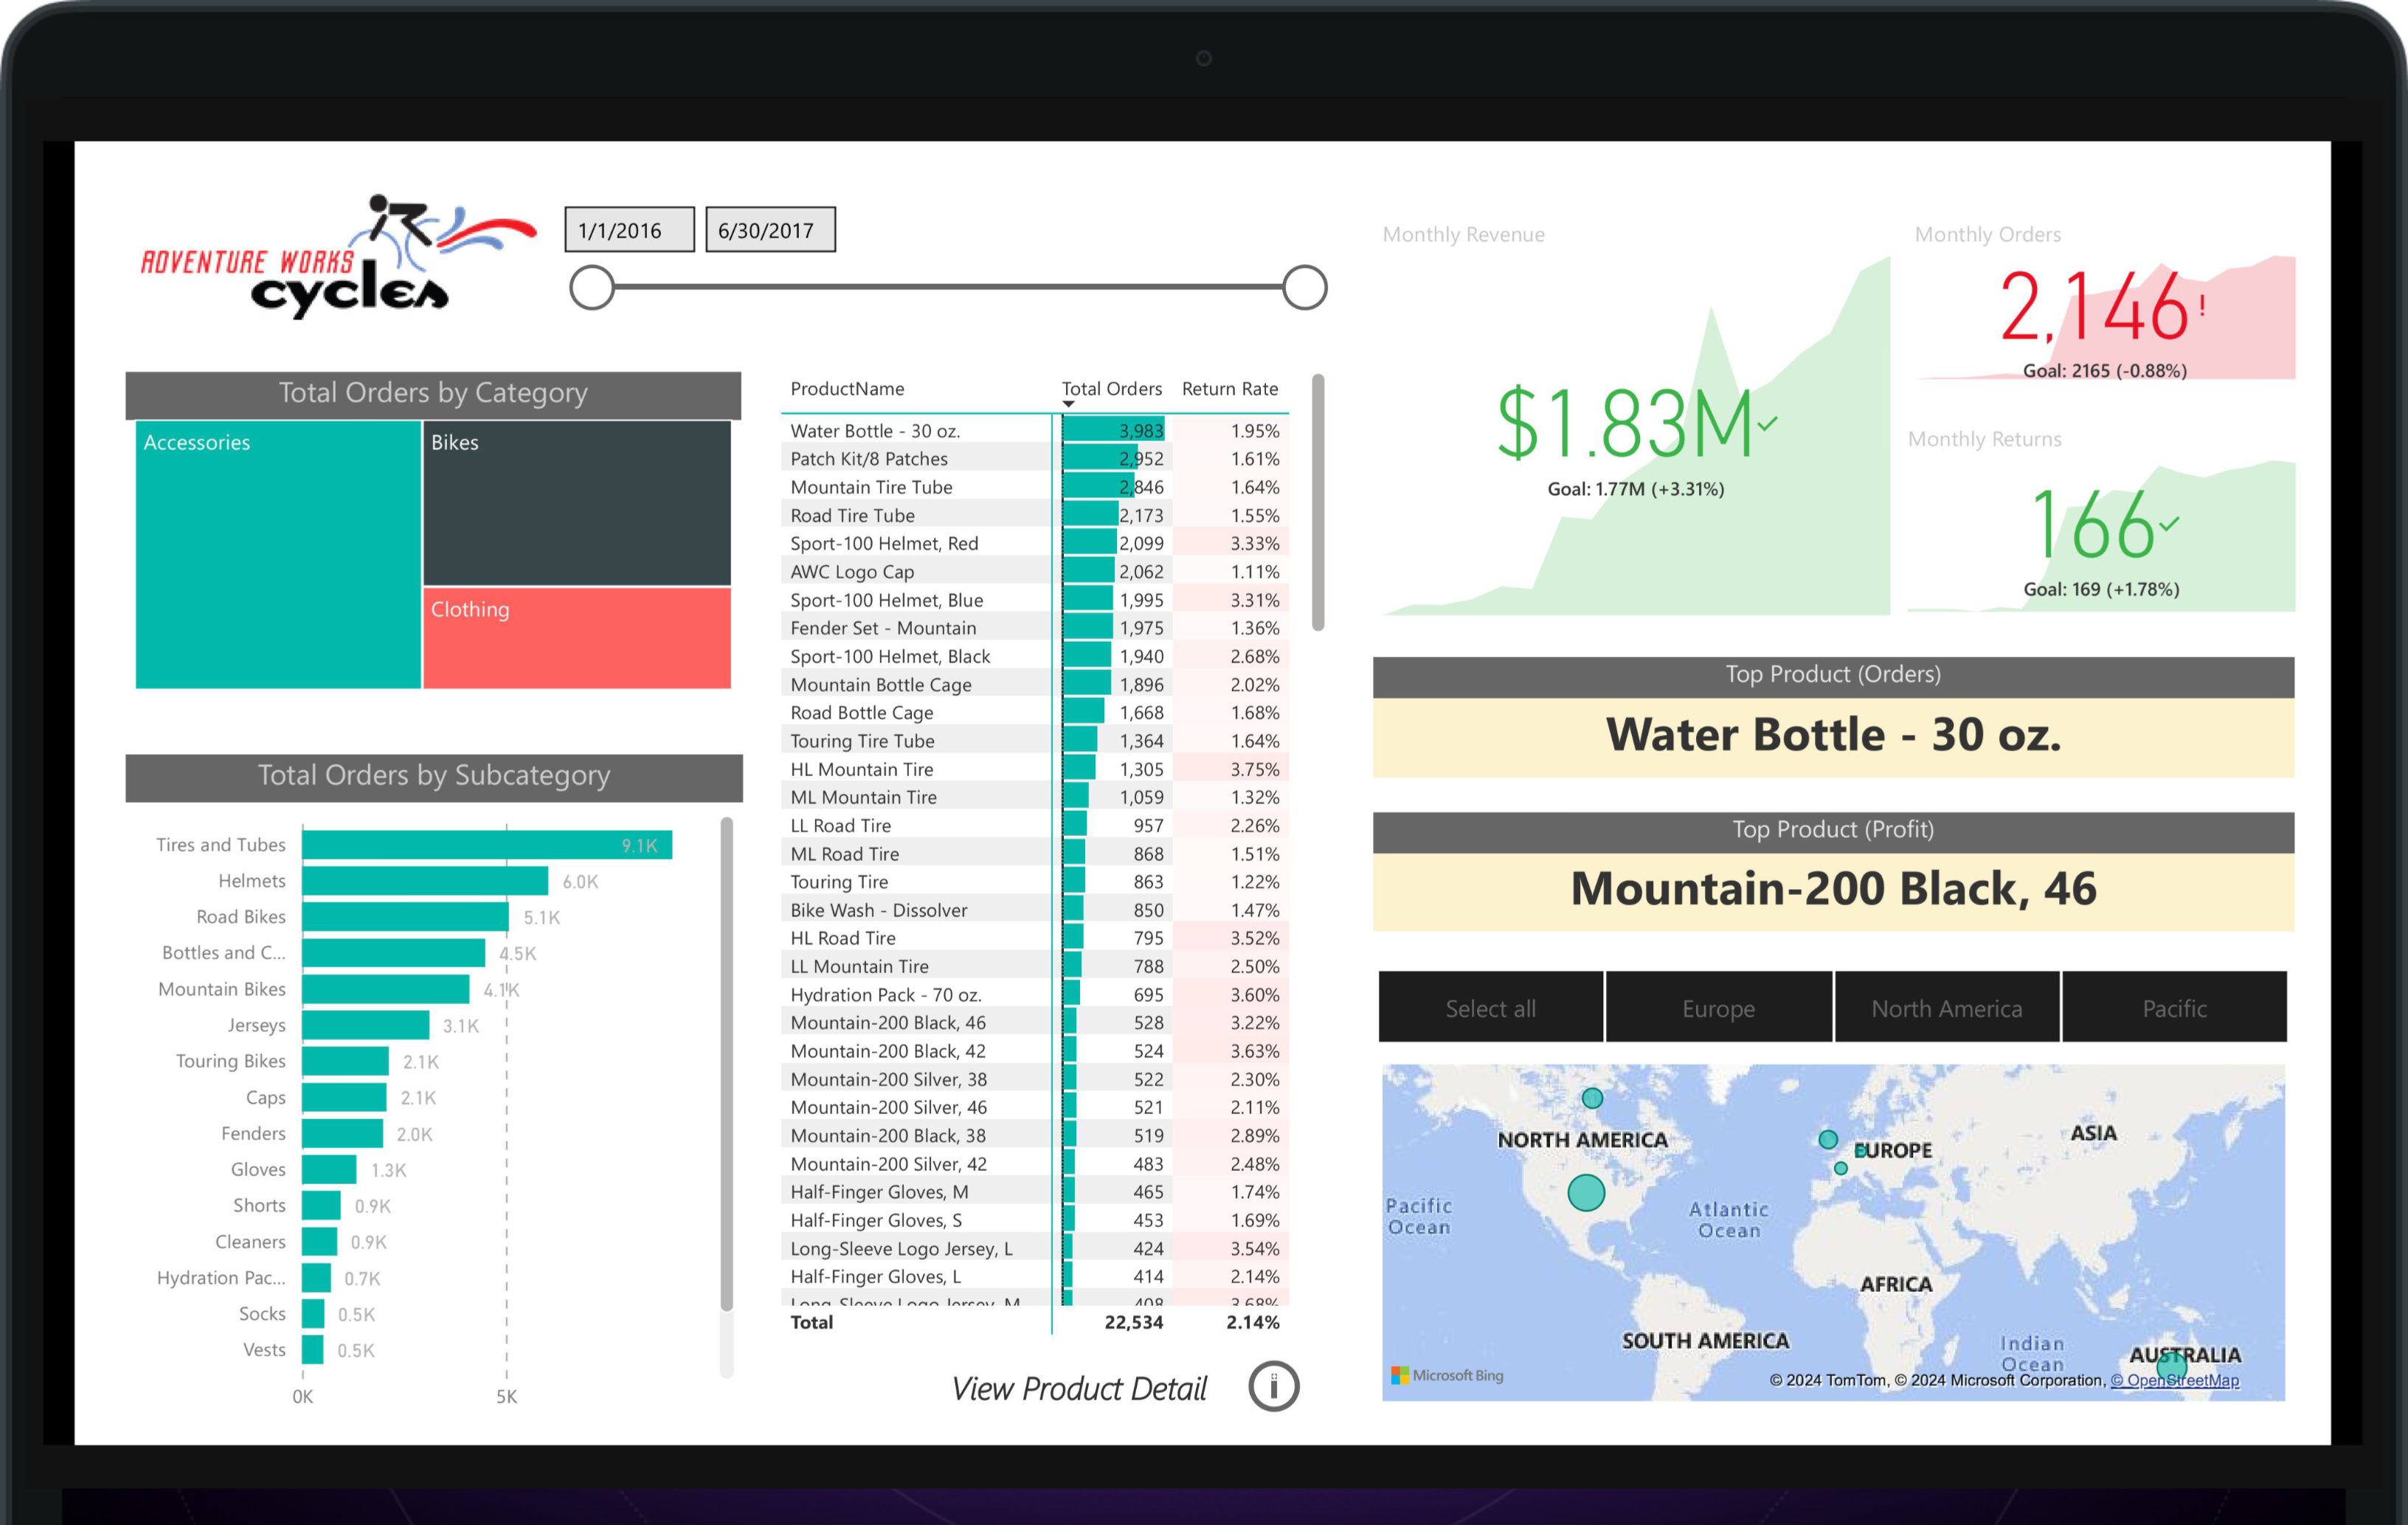 ADVENTURE WORKS
cycles
1/1/2016 6/30/2017
Total Orders by Category
Accessories
Bikes
Clothing
Total Orders by Subcategory
Tires and Tubes 9.1K
Helmets 6.0K
Road Bikes 5.1K
Bottles and C... 4.5K
Mountain Bikes 4.1K
Jerseys 3.1K
Touring Bikes 2.1K
Caps 2.1K
Fenders 2.0K
Gloves 1.3K
Shorts 0.9K
Cleaners 0.9K
Hydration Pac... 0.7K
Socks 0.5K
Vests 0.5K
0K 5K
ProductName Total Orders Return Rate
Water Bottle - 30 oz. 3,983 1.95%
Patch Kit/8 Patches 2,952 1.61%
Mountain Tire Tube 2,846 1.64%
Road Tire Tube 2,173 1.55%
Sport-100 Helmet, Red 2,099 3.33%
AWC Logo Cap 2,062 1.11%
Sport-100 Helmet, Blue 1,995 3.31%
Fender Set - Mountain 1,975 1.36%
Sport-100 Helmet, Black 1,940 2.68%
Mountain Bottle Cage 1,896 2.02%
Road Bottle Cage 1,668 1.68%
Touring Tire Tube 1,364 1.64%
HL Mountain Tire 1,305 3.75%
ML Mountain Tire 1,059 1.32%
LL Road Tire 957 2.26%
ML Road Tire 868 1.51%
Touring Tire 863 1.22%
Bike Wash - Dissolver 850 1.47%
HL Road Tire 795 3.52%
LL Mountain Tire 788 2.50%
Hydration Pack - 70 oz. 695 3.60%
Mountain-200 Black, 46 528 3.22%
Mountain-200 Black, 42 524 3.63%
Mountain-200 Silver, 38 522 2.30%
Mountain-200 Silver, 46 521 2.11%
Mountain-200 Black, 38 519 2.89%
Mountain-200 Silver, 42 483 2.48%
Half-Finger Gloves, M 465 1.74%
Half-Finger Gloves, S 453 1.69%
Long-Sleeve Logo Jersey, L 424 3.54%
Half-Finger Gloves, L 414 2.14%
Long-Sleeve Logo Jersey, M 408 3.68%
Total 22,534 2.14%
View Product Detail
Monthly Revenue
$1.83M
Goal: 1.77M (+3.31%)
Monthly Orders
2,146!
Goal: 2165 (-0.88%)
Monthly Returns
166
Goal: 169 (+1.78%)
Top Product (Orders)
Water Bottle - 30 oz.
Top Product (Profit)
Mountain-200 Black, 46
Select all Europe North America Pacific
NORTH AMERICA
EUROPE
ASIA
Pacific
Ocean
Atlantic
Ocean
AFRICA
SOUTH AMERICA
Indian
Ocean
AUSTRALIA
Microsoft Bing
© 2024 TomTom, © 2024 Microsoft Corporation, © OpenStreetMap